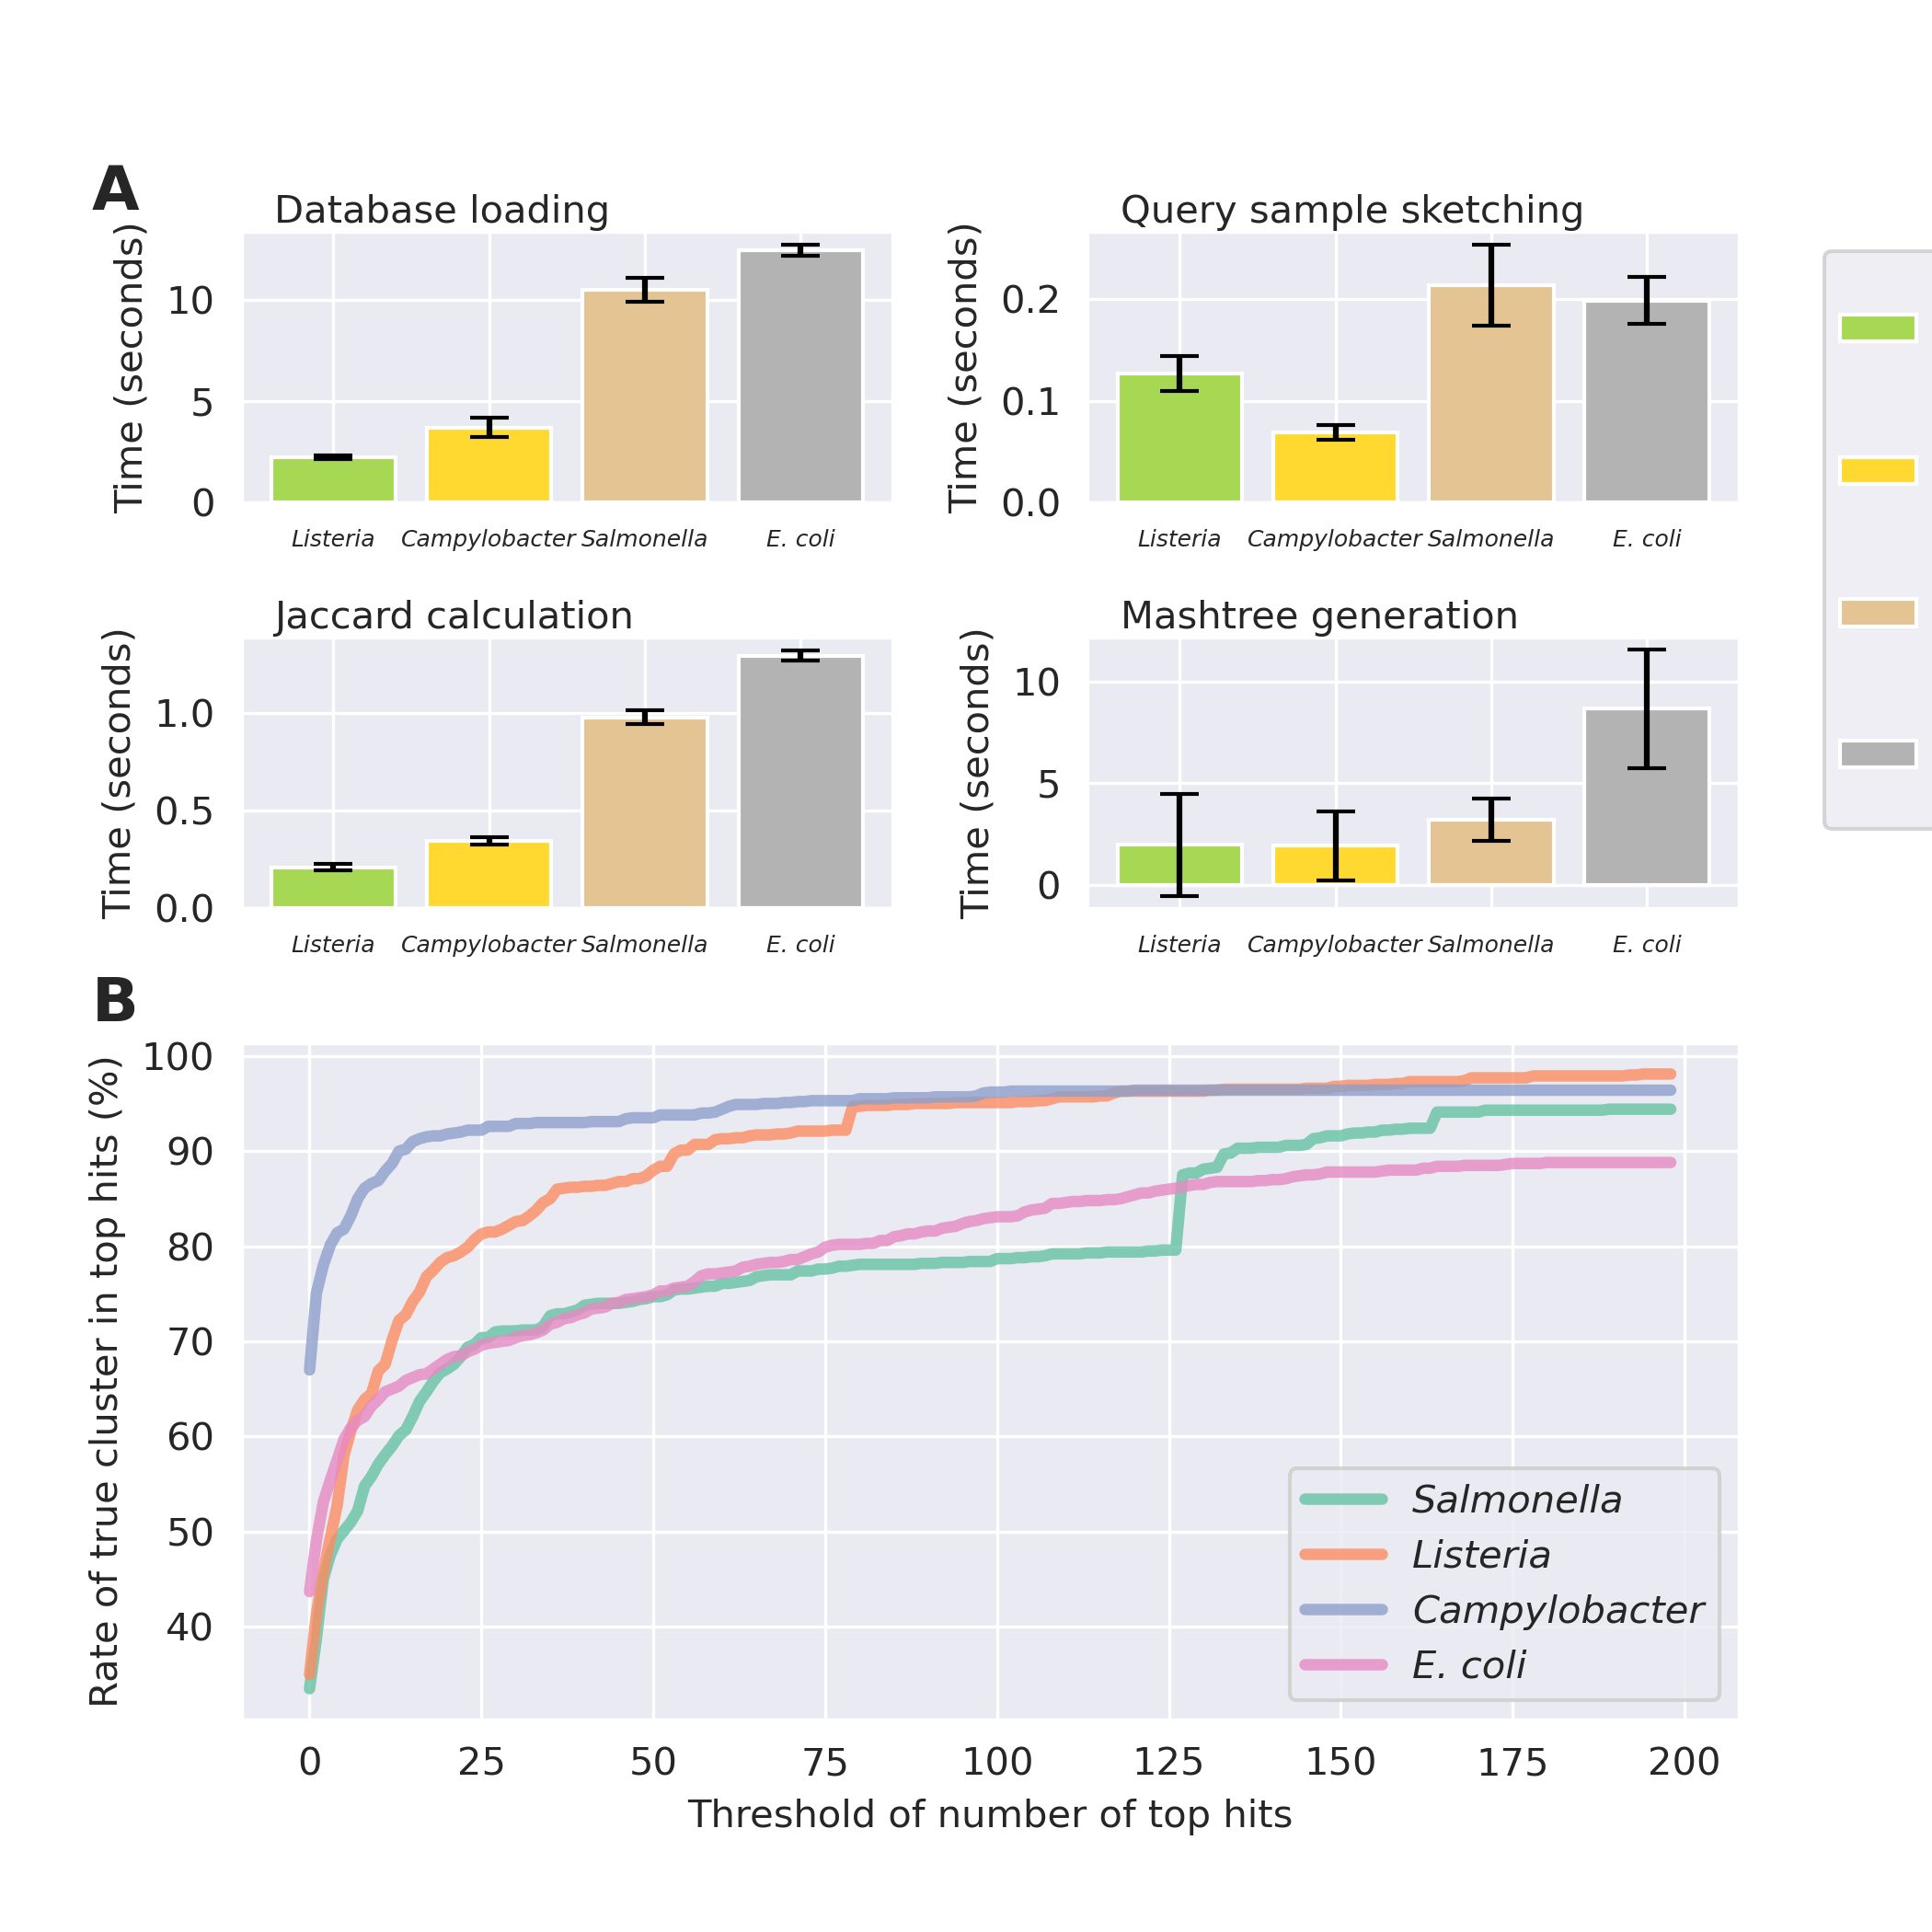 A
Database loading
Time (seconds)
10
5
0
Listeria Campylobacter Salmonella E. coli
Query sample sketching
Time (seconds)
0.2
0.1
0.0
Listeria Campylobacter Salmonella E. coli
Jaccard calculation
Time (seconds)
1.0
0.5
0.0
Listeria Campylobacter Salmonella E. coli
Mashtree generation
Time (seconds)
10
5
0
Listeria Campylobacter Salmonella E. coli
B
Rate of true cluster in top hits (%)
100
90
80
70
60
50
40
Salmonella
Listeria
Campylobacter
E. coli
0 25 50 75 100 125 150 175 200
Threshold of number of top hits